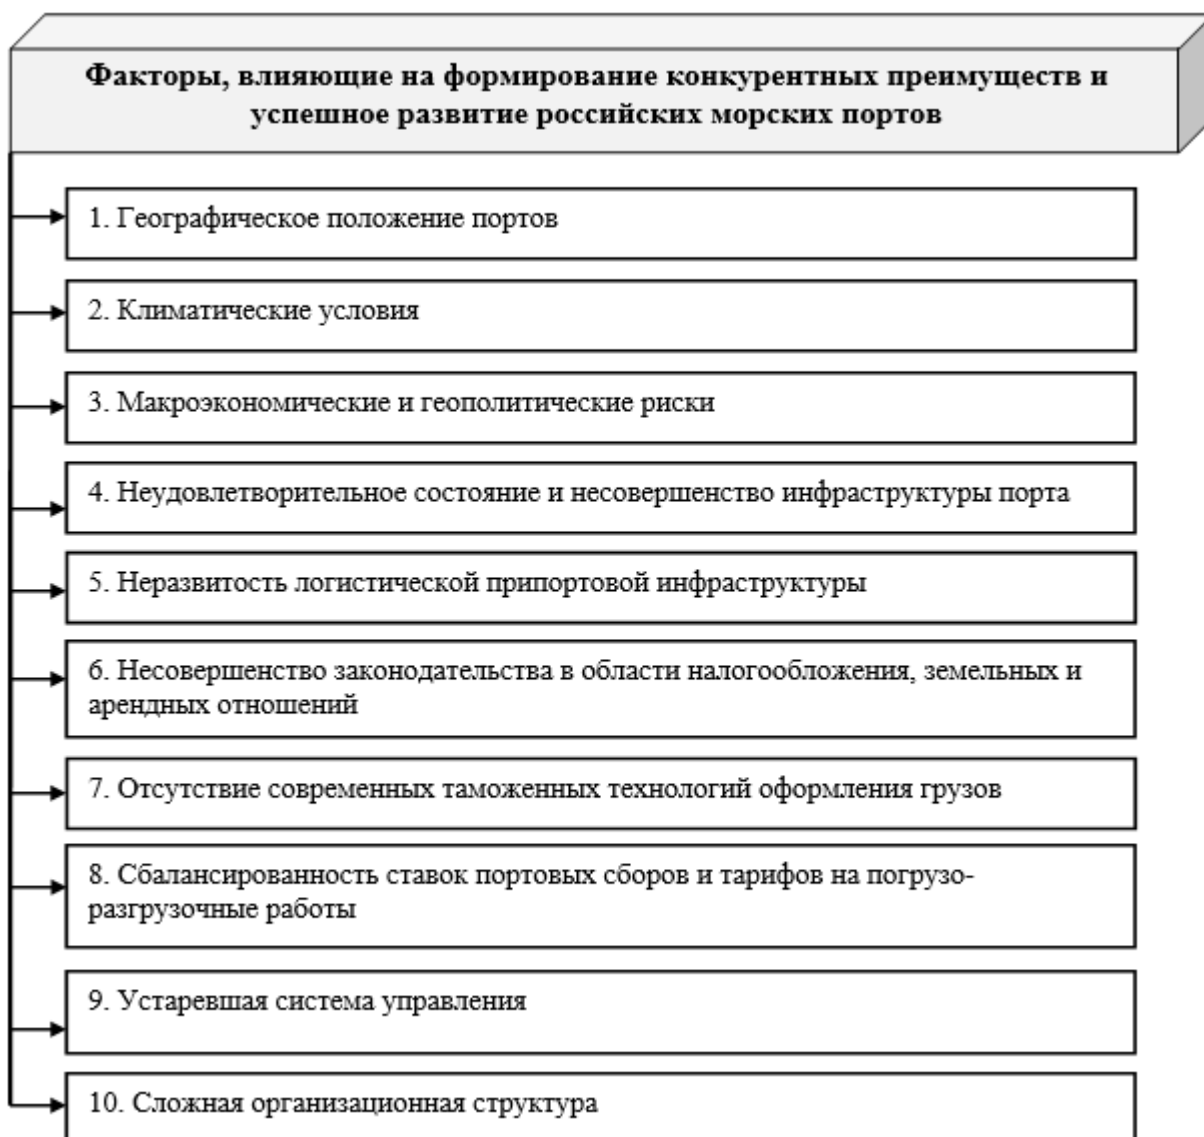 Факторы, влияющие на формирование конкурентных преимуществ и
успешное развитие российских морских портов
1. Географическое положение портов
2. Климатические условия
3. Макроэкономические и геополитические риски
4. Неудовлетворительное состояние и несовершенство инфраструктуры порта
5. Неразвитость логистической припортовой инфраструктуры
6. Несовершенство законодательства в области налогообложения, земельных и
арендных отношений
7. Отсутствие современных таможенных технологий оформления грузов
8. Сбалансированность ставок портовых сборов и тарифов на погрузо-
разгрузочные работы
9. Устаревшая система управления
10. Сложная организационная структура